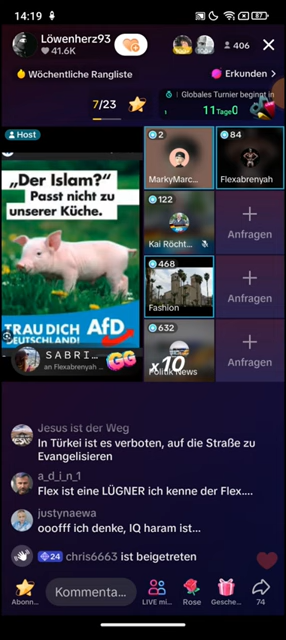 14:19
87
Löwenherz93
41.6K
406
Wöchentliche Rangliste
Erkunden >
7/23
Globales Turnier beginnt in
11Tage0
Host
2
MarkyMarc...
84
Flexabrenyah
„Der Islam?“
Passt nicht zu
unserer Küche.
TRAU DICH
DEUTSCHLAND!
AfD
SABRI...
an Flexabrenyah
GG
122
Kai Röcht...
Anfragen
468
Fashion
Anfragen
632
x10
Politik News
Anfragen
Jesus ist der Weg
In Türkei ist es verboten, auf die Straße zu
Evangelisieren
a_d_i_n_1
Flex ist eine LÜGNER ich kenne der Flex....
justynaewa
ooofff ich denke, IQ haram ist...
24 chris6663 ist beigetreten
Kommenta...
Abonn...
LIVE mi...
Rose
Gesche...
74